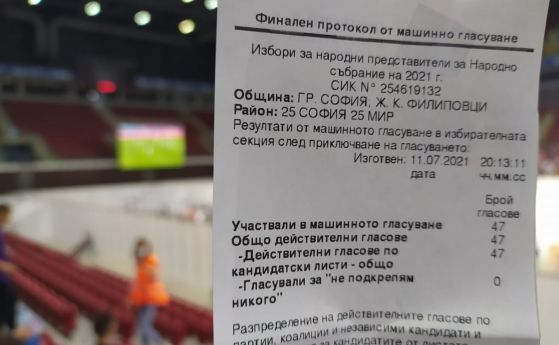 Финален протокол от машинно гласуване
Избори за народни представители за Народно
събрание на 2021 г.
СИК N° 254619132
Община: ГР. СОФИЯ, Ж. К. ФИЛИПОВЦИ
Район: 25 СОФИЯ 25 МИР
Резултати от машинното гласуване в избирателната
секция след приключване на гласуването:
Изготвен: 11.07.2021 20:13:11
дата чч.мм.сс
Брой
гласове
Участвали в машинното гласуване 47
Общо действителни гласове 47
-Действителни гласове по 47
кандидатски листи - общо
-Гласували за "не подкрепям 0
никого"
Разпределение на действителните гласове по
партии, коалиции и независими кандидати и
за кандидатите от листата